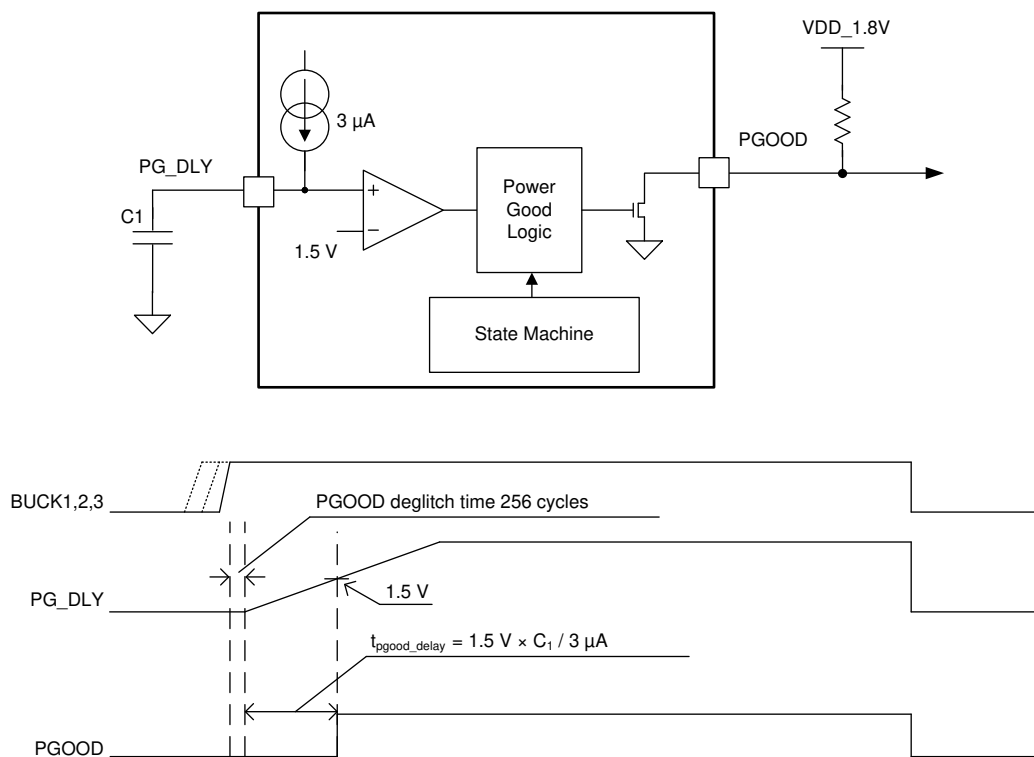 VDD_1.8V
3 µA
PGOOD
PG_DLY
Power
Good
Logic
C1
+
−
1.5 V
State Machine
BUCK1,2,3
PGOOD deglitch time 256 cycles
1.5 V
PG_DLY
tpgood_delay = 1.5 V × C1 / 3 µA
PGOOD